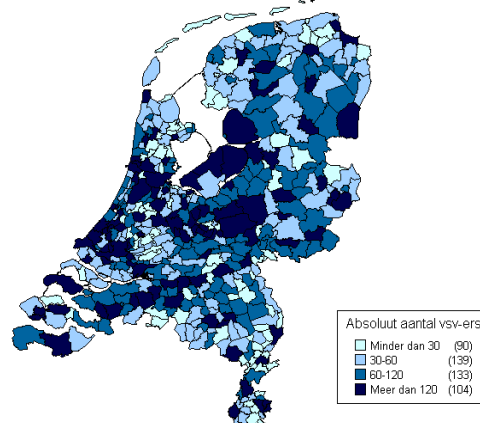 Absoluut aantal vsv-ers
Minder dan 30 (90)
30-60 (139)
60-120 (133)
Meer dan 120 (104)